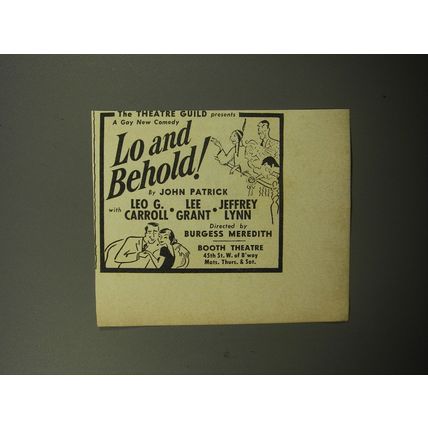 The THEATRE GUILD presents
A Gay New Comedy
Lo and
Behold!
By JOHN PATRICK
with LEO G. CARROLL • LEE GRANT • JEFFREY LYNN
Directed by
BURGESS MEREDITH
BOOTH THEATRE
45th St. W. of B'way
Mats. Thurs. & Sat.